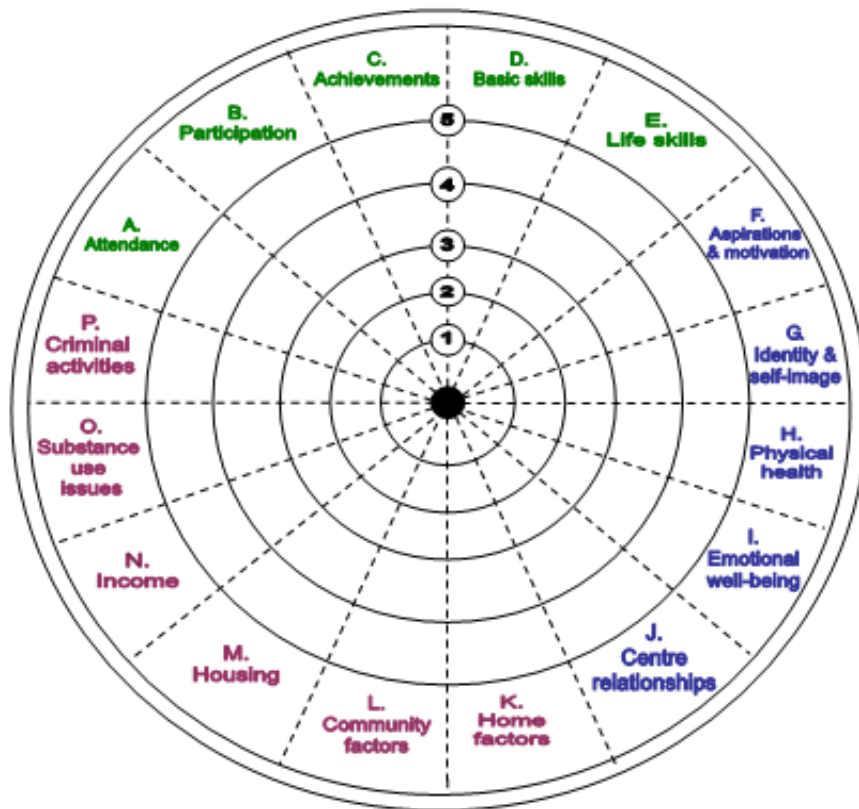 A.
Attendance
B.
Participation
C.
Achievements
D.
Basic skills
E.
Life skills
F.
Aspirations
& motivation
G.
Identity &
self-image
H.
Physical
health
I.
Emotional
well-being
J.
Centre
relationships
K.
Home
factors
L.
Community
factors
M.
Housing
N.
Income
O.
Substance
use
issues
P.
Criminal
activities
5
4
3
2
1